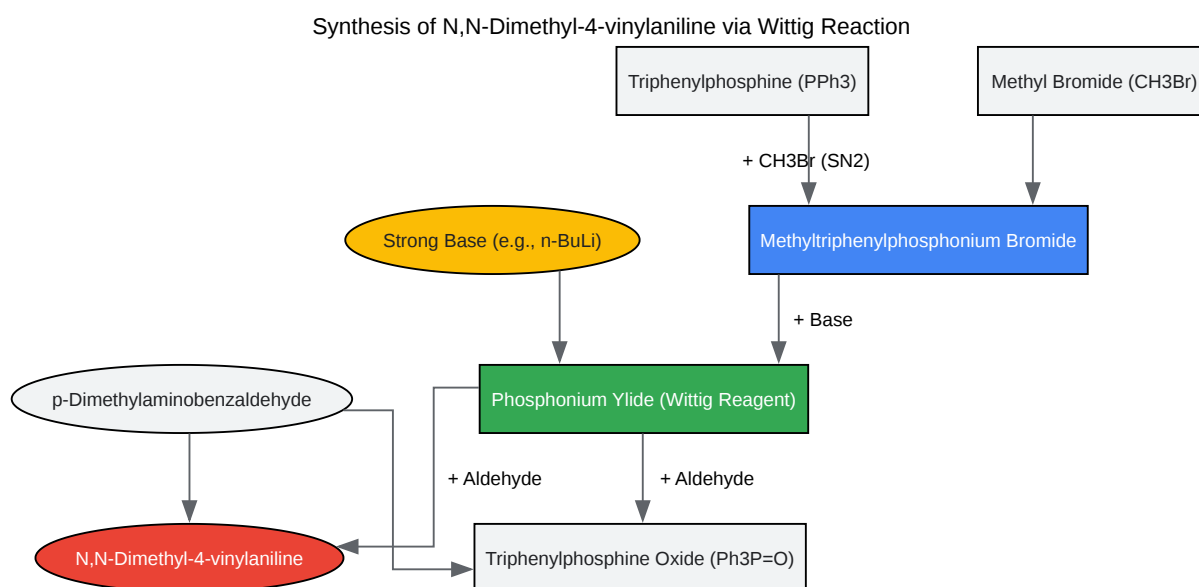 Synthesis of N,N-Dimethyl-4-vinylaniline via Wittig Reaction
Triphenylphosphine (PPh3)
Methyl Bromide (CH3Br)
+ CH3Br (SN2)
Strong Base (e.g., n-BuLi)
Methyltriphenylphosphonium Bromide
+ Base
p-Dimethylaminobenzaldehyde
Phosphonium Ylide (Wittig Reagent)
+ Aldehyde
+ Aldehyde
N,N-Dimethyl-4-vinylaniline
Triphenylphosphine Oxide (Ph3P=O)